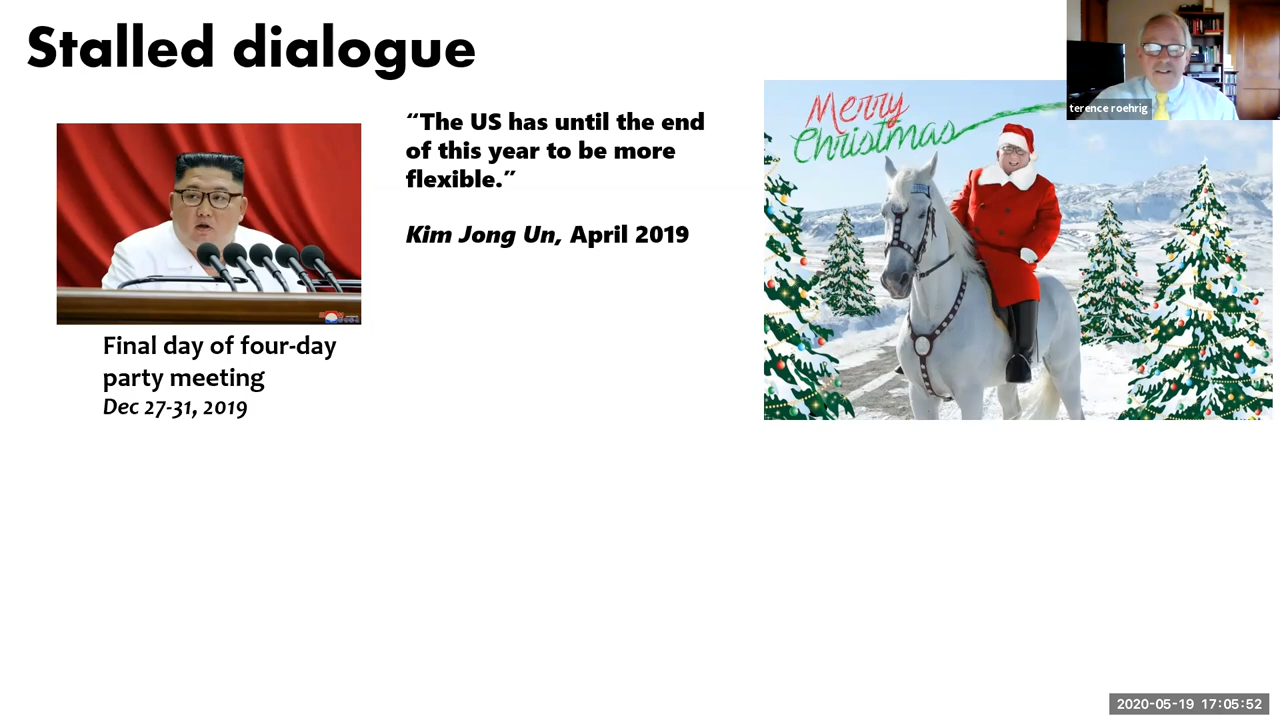 Stalled dialogue
"The US has until the end
of this year to be more
flexible."
Kim Jong Un, April 2019
Final day of four-day
party meeting
Dec 27-31, 2019
Merry
Christmas
terence roehrig
2020-05-19 17:05:52